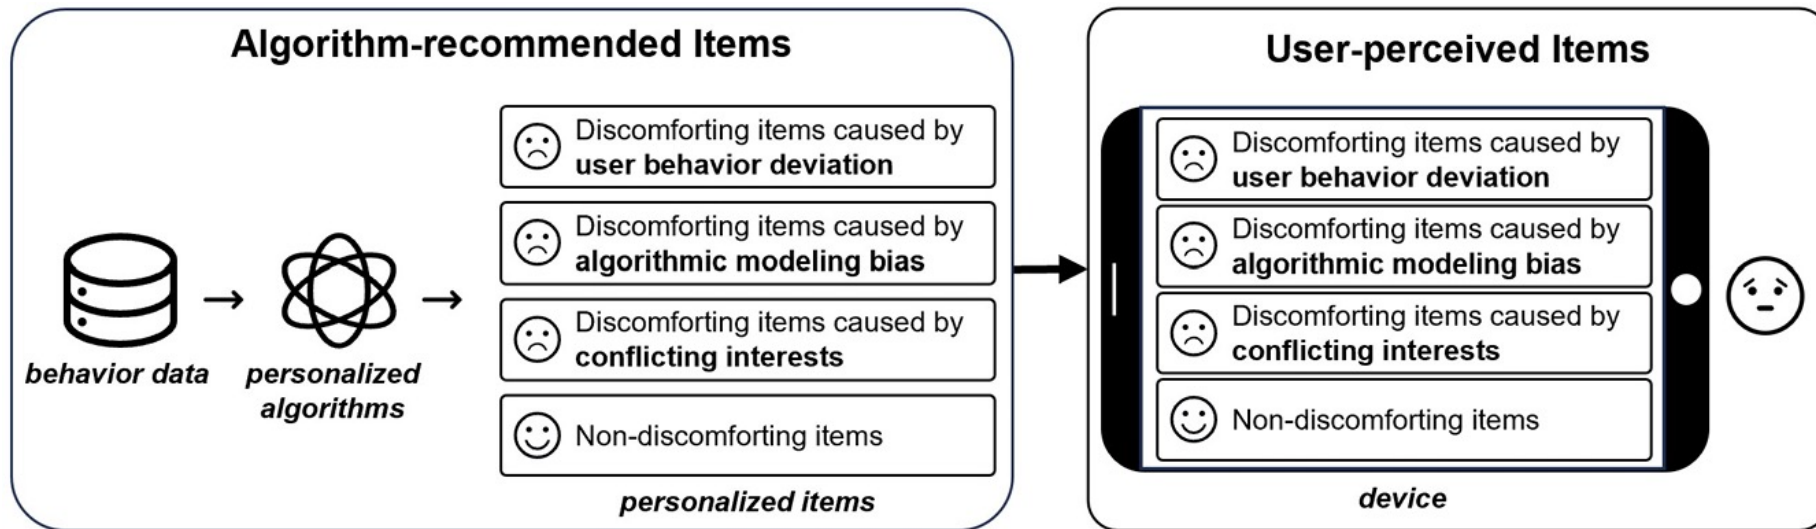 Algorithm-recommended Items
behavior data
personalized
algorithms
Discomforting items caused by
user behavior deviation
Discomforting items caused by
algorithmic modeling bias
Discomforting items caused by
conflicting interests
Non-discomforting items
personalized items
User-perceived Items
Discomforting items caused by
user behavior deviation
Discomforting items caused by
algorithmic modeling bias
Discomforting items caused by
conflicting interests
Non-discomforting items
device